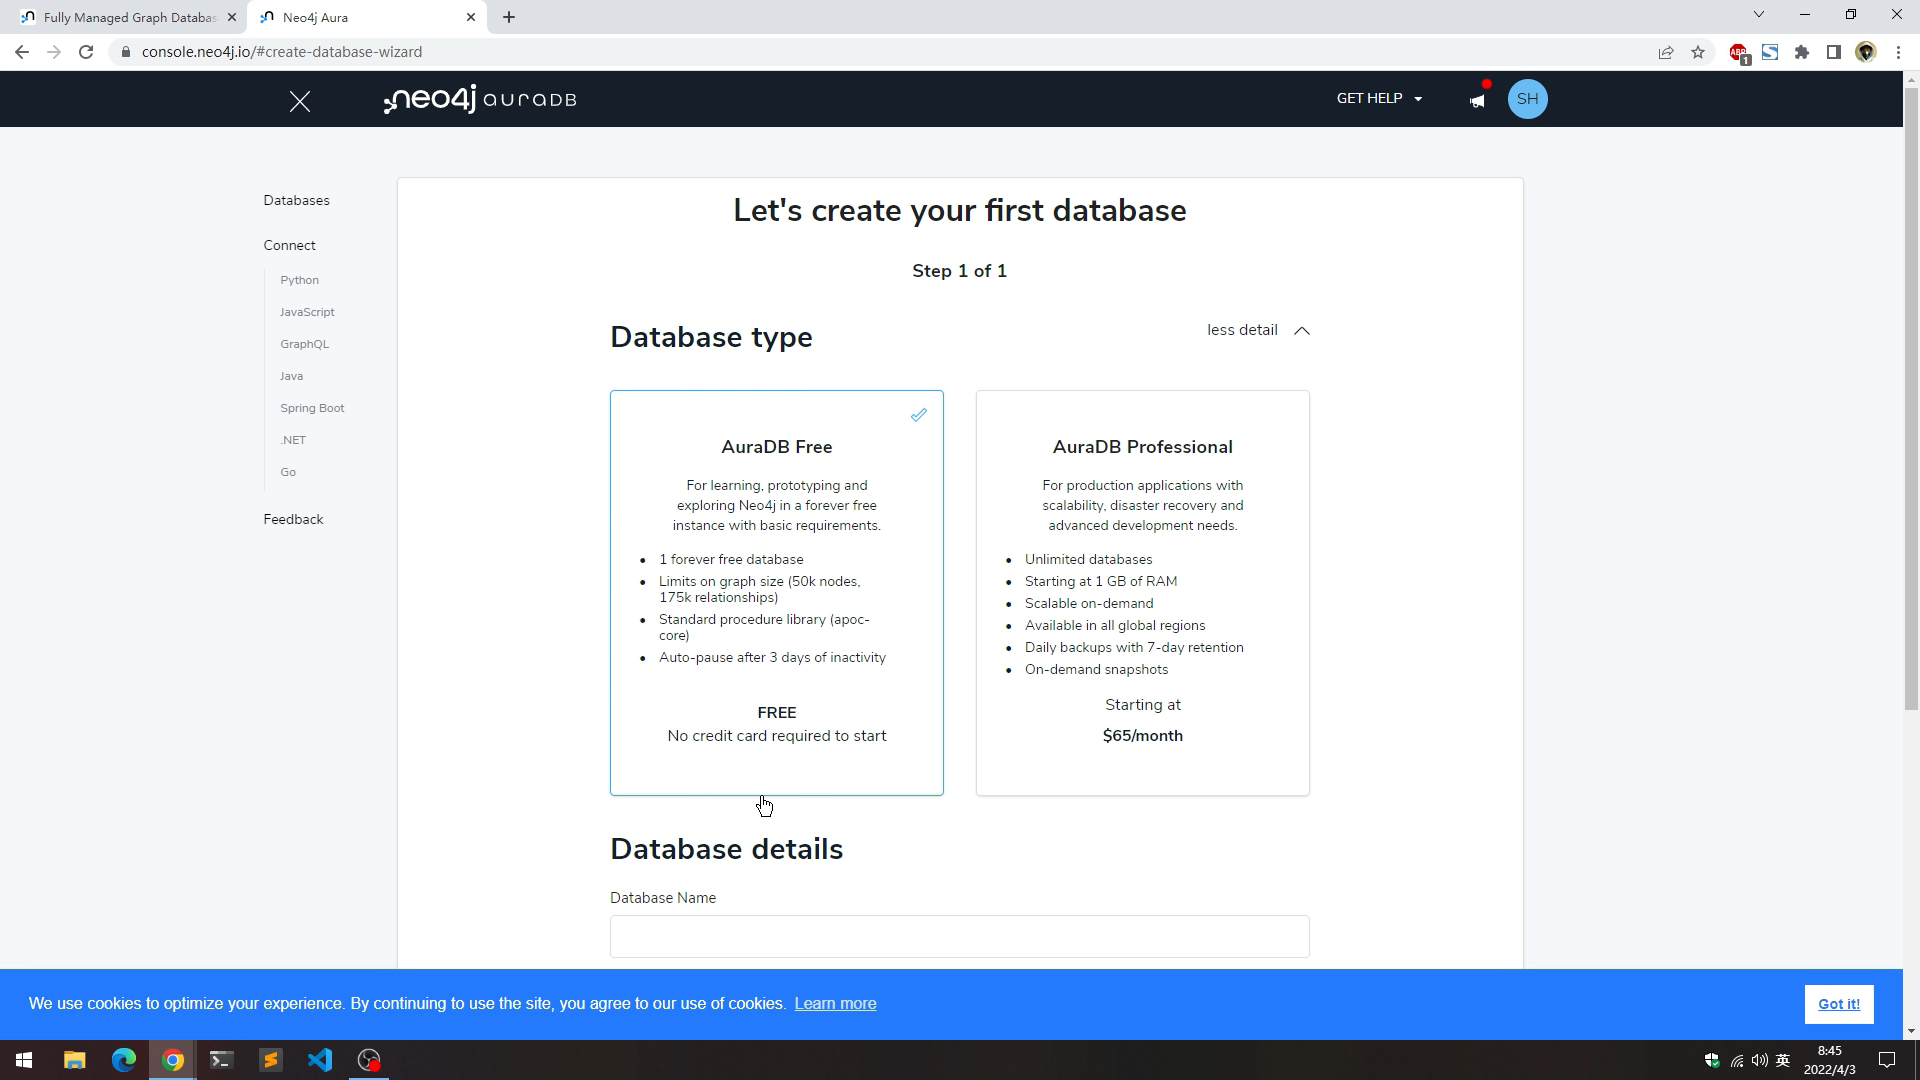 Fully Managed Graph Databas
Neo4j Aura
console.neo4j.io/#create-database-wizard
ABP
1
neo4j auraDB
GET HELP
SH
Databases
Connect
Python
JavaScript
GraphQL
Java
Spring Boot
.NET
Go
Feedback
Let's create your first database
Step 1 of 1
Database type
less detail
AuraDB Free
For learning, prototyping and
exploring Neo4j in a forever free
instance with basic requirements.
• 1 forever free database
• Limits on graph size (50k nodes,
175k relationships)
• Standard procedure library (apoc-
core)
• Auto-pause after 3 days of inactivity
FREE
No credit card required to start
AuraDB Professional
For production applications with
scalability, disaster recovery and
advanced development needs.
• Unlimited databases
• Starting at 1 GB of RAM
• Scalable on-demand
• Available in all global regions
• Daily backups with 7-day retention
• On-demand snapshots
Starting at
$65/month
Database details
Database Name
We use cookies to optimize your experience. By continuing to use the site, you agree to our use of cookies. Learn more
Got it!
英
8:45
2022/4/3